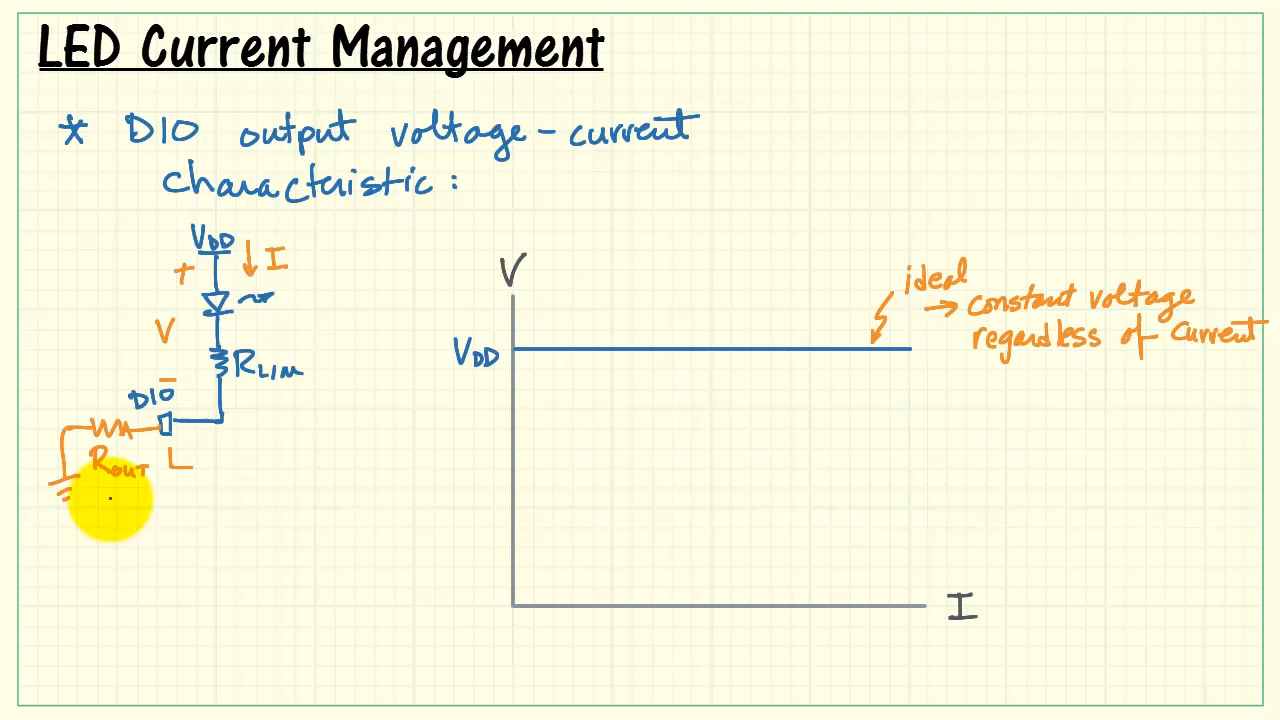 LED Current Management
* DIO output voltage-current
characteristic:
VDD
+
I
V
RLIM
-
DIO
ROUT
L
V
VDD
I
ideal
→ constant voltage
regardless of current